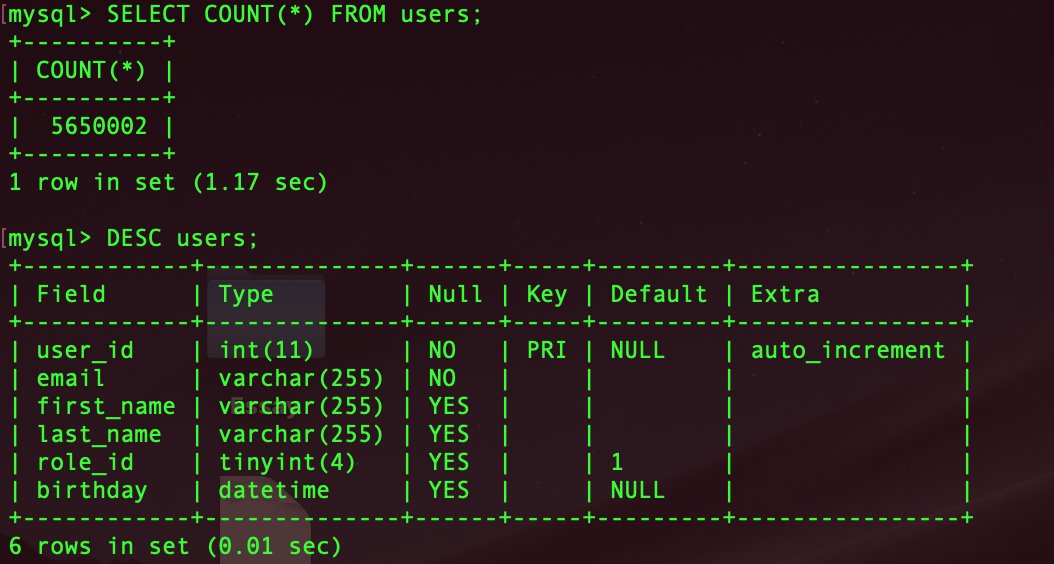 [mysql> SELECT COUNT(*) FROM users;
+----------+
| COUNT(*) |
+----------+
|  5650002 |
+----------+
1 row in set (1.17 sec)

[mysql> DESC users;
+------------+--------------+------+-----+---------+----------------+
| Field      | Type         | Null | Key | Default | Extra          |
+------------+--------------+------+-----+---------+----------------+
| user_id    | int(11)      | NO   | PRI | NULL    | auto_increment |
| email      | varchar(255) | NO   |     |         |                |
| first_name | varchar(255) | YES  |     |         |                |
| last_name  | varchar(255) | YES  |     |         |                |
| role_id    | tinyint(4)   | YES  |     | 1       |                |
| birthday   | datetime     | YES  |     | NULL    |                |
+------------+--------------+------+-----+---------+----------------+
6 rows in set (0.01 sec)